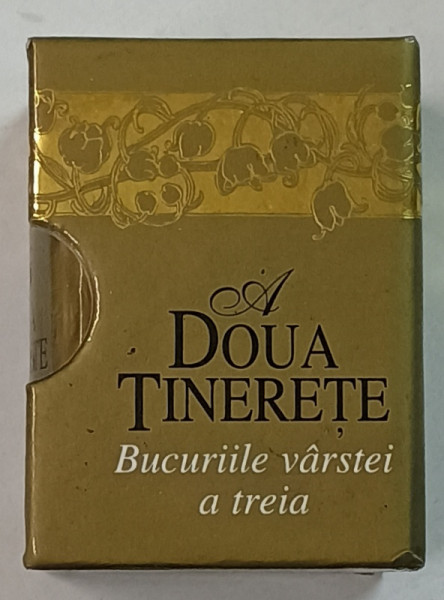 A
DOUA
TINEREȚE
Bucuriile vârstei
a treia